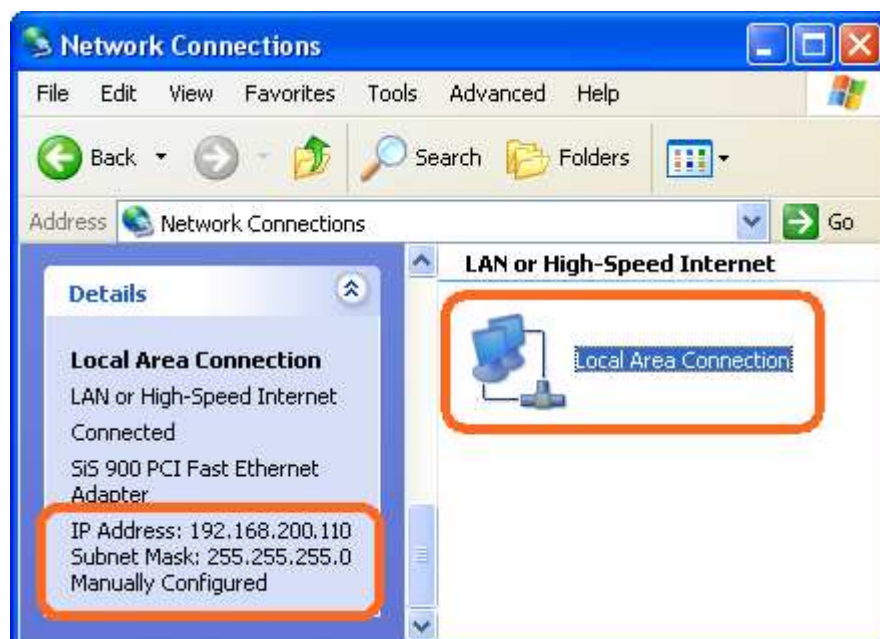 Network Connections
File Edit View Favorites Tools Advanced Help
Back Search Folders
Address Network Connections Go
Details
Local Area Connection
LAN or High-Speed Internet
Connected
SiS 900 PCI Fast Ethernet
Adapter
IP Address: 192.168.200.110
Subnet Mask: 255.255.255.0
Manually Configured
LAN or High-Speed Internet
Local Area Connection